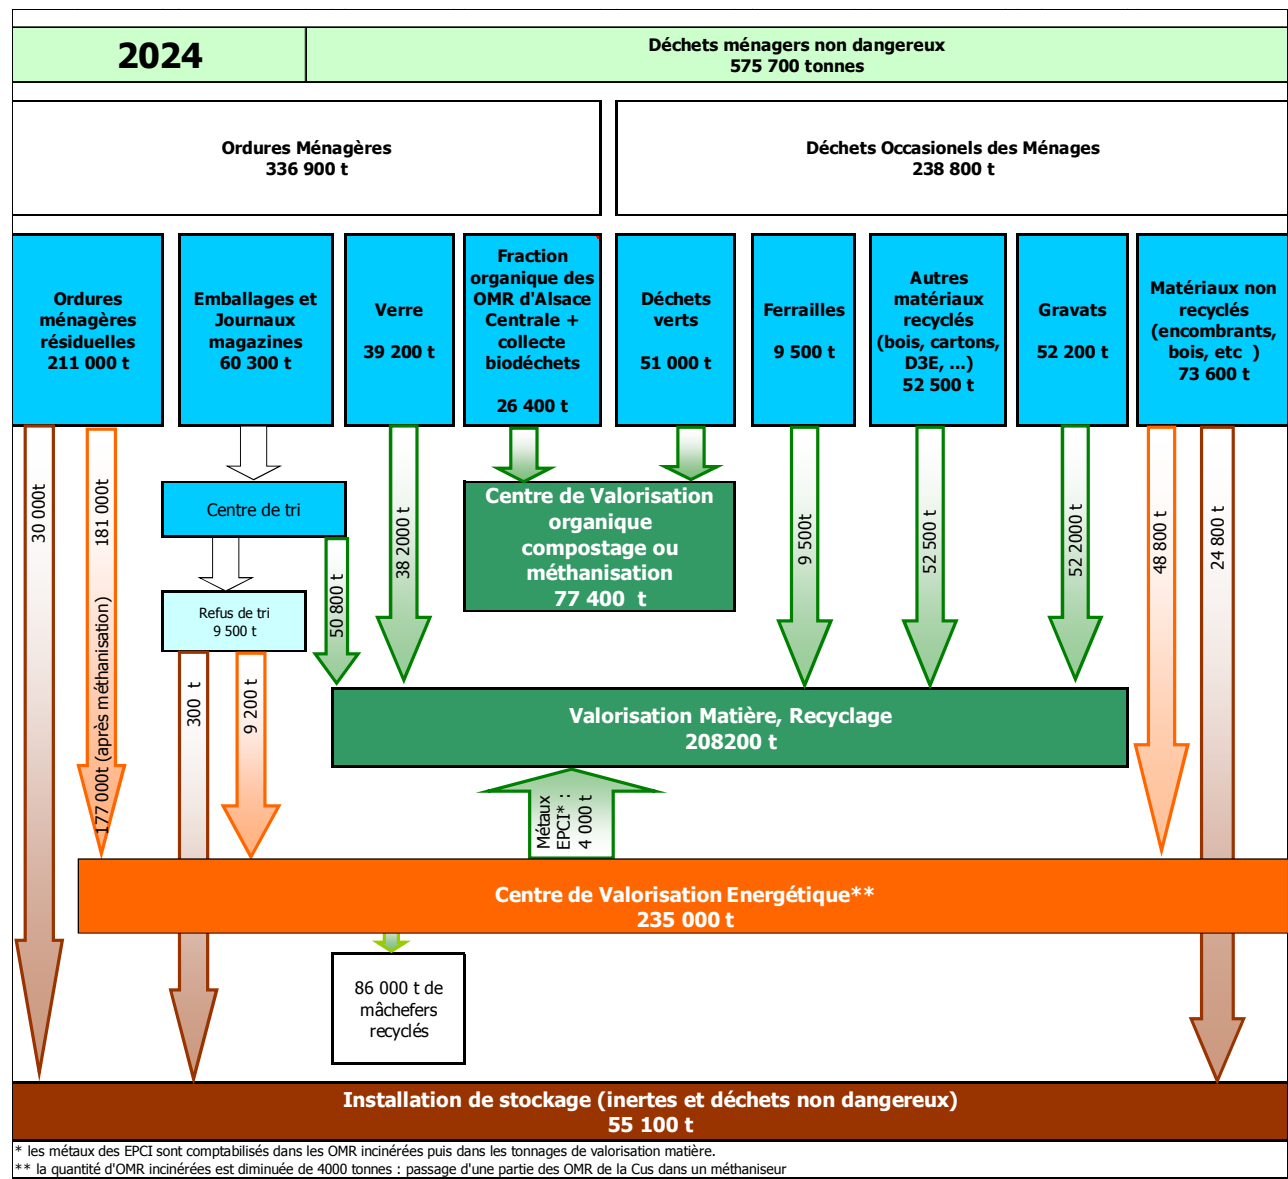 2024
Déchets ménagers non dangereux
575 700 tonnes
Ordures Ménagères
336 900 t
Déchets Occasionels des Ménages
238 800 t
Ordures
ménagères
résiduelles
211 000 t
Emballages et
Journaux
magazines
60 300 t
Verre
39 200 t
Fraction
organique des
OMR d'Alsace
Centrale +
collecte
biodéchets
26 400 t
Déchets
verts
51 000 t
Ferrailles
9 500 t
Autres
matériaux
recyclés
(bois, cartons,
D3E, ...)
52 500 t
Gravats
52 200 t
Matériaux non
recyclés
(encombrants,
bois, etc )
73 600 t
30 000t
181 000t
177 000t (après méthanisation)
Centre de tri
Refus de tri
9 500 t
300 t
9 200 t
50 800 t
38 2000 t
Centre de Valorisation
organique
compostage ou
méthanisation
77 400 t
9 500t
52 500 t
52 2000 t
48 800 t
24 800 t
Valorisation Matière, Recyclage
208200 t
Métaux
EPCI* :
4 000 t
Centre de Valorisation Energétique**
235 000 t
86 000 t de
mâchefers
recyclés
Installation de stockage (inertes et déchets non dangereux)
55 100 t
* les métaux des EPCI sont comptabilisés dans les OMR incinérées puis dans les tonnages de valorisation matière.
** la quantité d'OMR incinérées est diminuée de 4000 tonnes : passage d'une partie des OMR de la Cus dans un méthaniseur